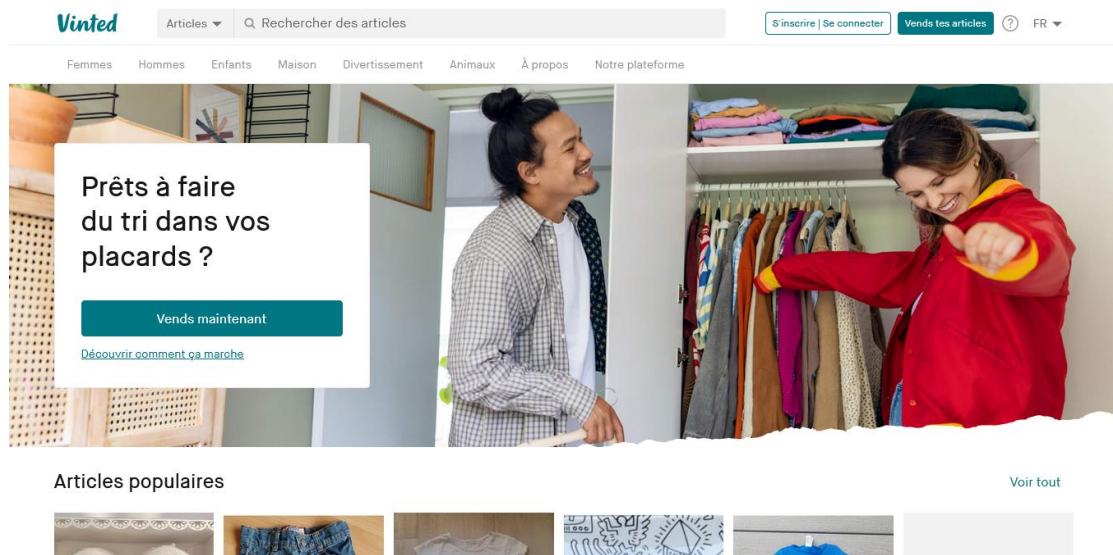 Vinted
Articles
Rechercher des articles
S'inscrire | Se connecter
Vends tes articles
?
FR
Femmes
Hommes
Enfants
Maison
Divertissement
Animaux
À propos
Notre plateforme
Prêts à faire
du tri dans vos
placards ?
Vends maintenant
Découvrir comment ça marche
Articles populaires
Voir tout